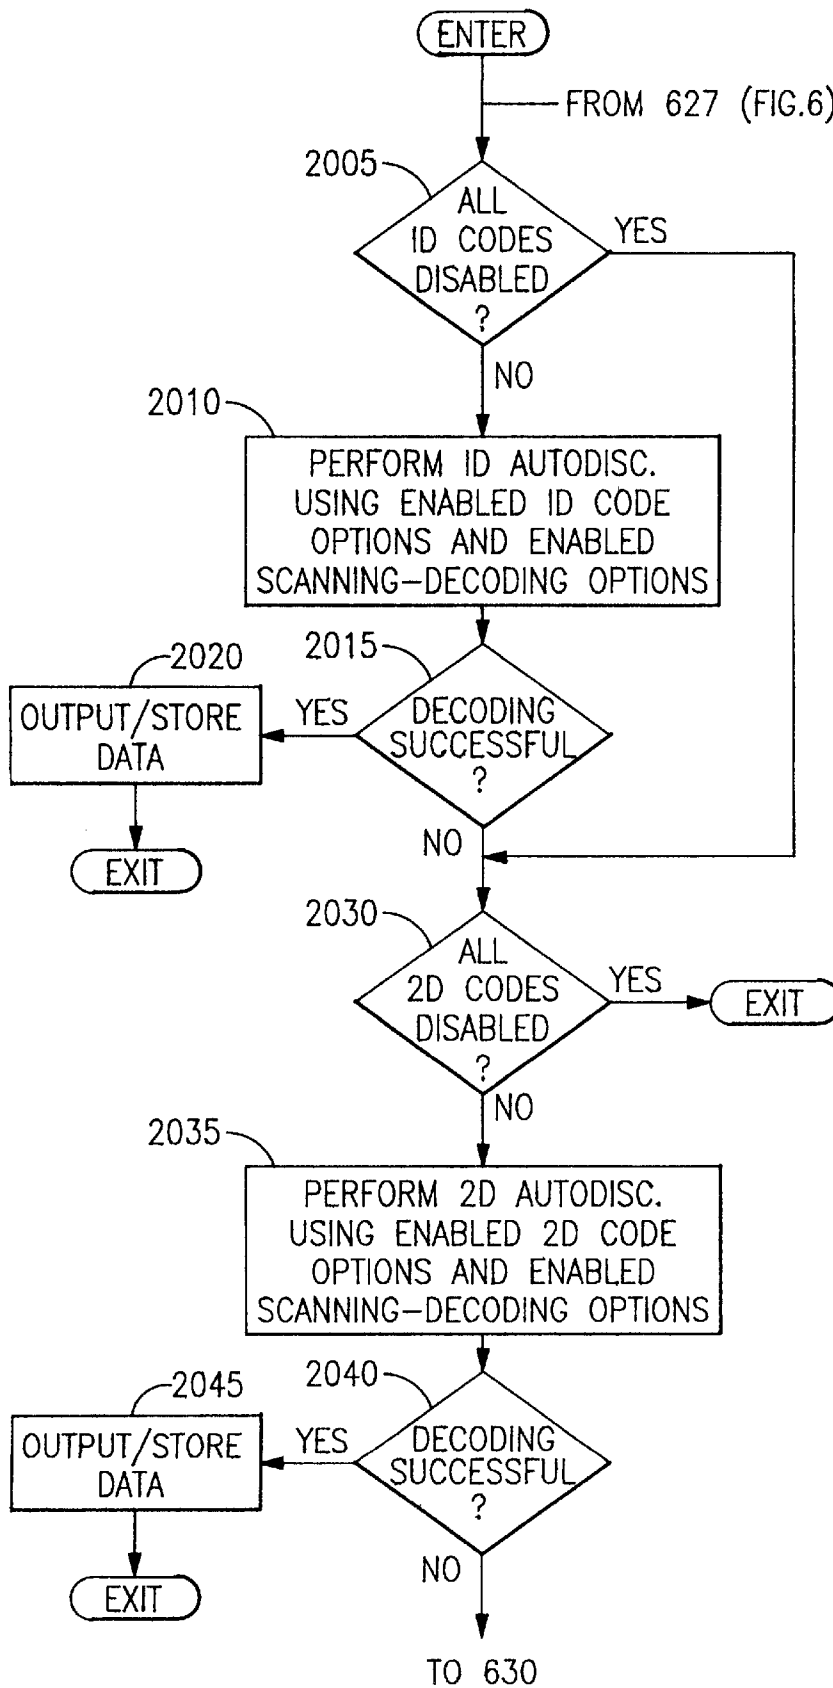 ENTER
FROM 627 (FIG.6)
2005
ALL
1D CODES
DISABLED
?
YES
NO
2010
PERFORM 1D AUTODISC.
USING ENABLED 1D CODE
OPTIONS AND ENABLED
SCANNING-DECODING OPTIONS
2015
2020
OUTPUT/STORE
DATA
YES
DECODING
SUCCESSFUL
?
EXIT
NO
2030
ALL
2D CODES
DISABLED
?
YES
EXIT
NO
2035
PERFORM 2D AUTODISC.
USING ENABLED 2D CODE
OPTIONS AND ENABLED
SCANNING-DECODING OPTIONS
2040
2045
OUTPUT/STORE
DATA
YES
DECODING
SUCCESSFUL
?
EXIT
NO
TO 630